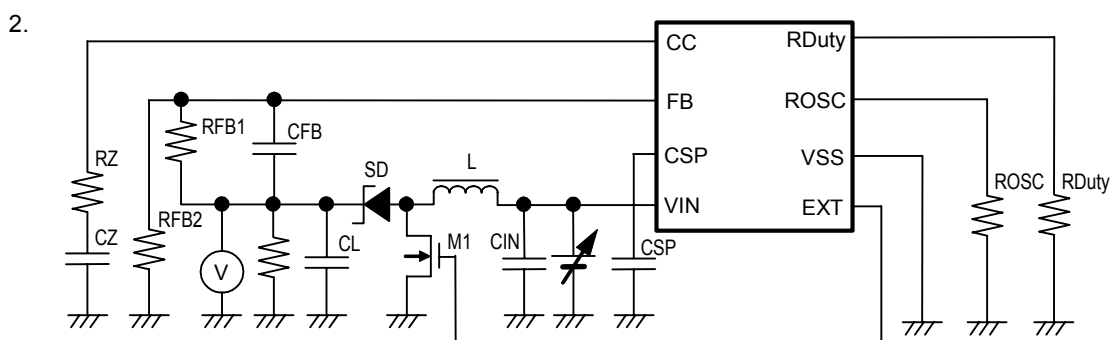 2.
CC
RDuty
FB
ROSC
CSP
VSS
VIN
EXT
RFB1
CFB
RZ
SD
L
ROSC
RDuty
RFB2
CZ
V
CL
M1
CIN
CSP